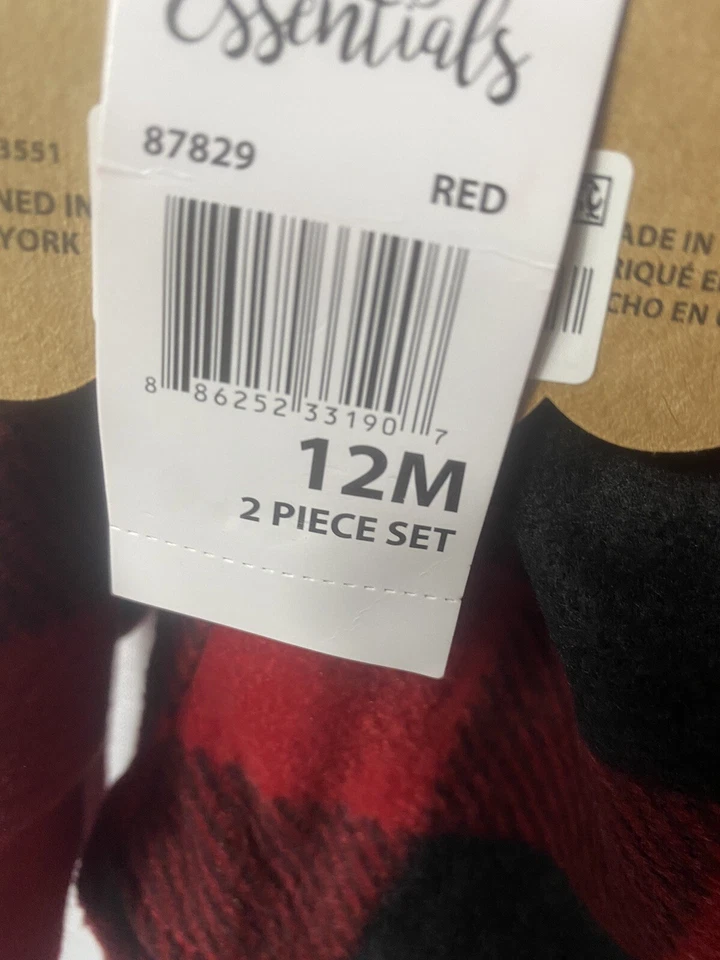 Essentials
87829
RED
3551
NED IN
YORK
ADE IN
RIQUÉ E
CHO EN
8 86252 33190 7
12M
2 PIECE SET